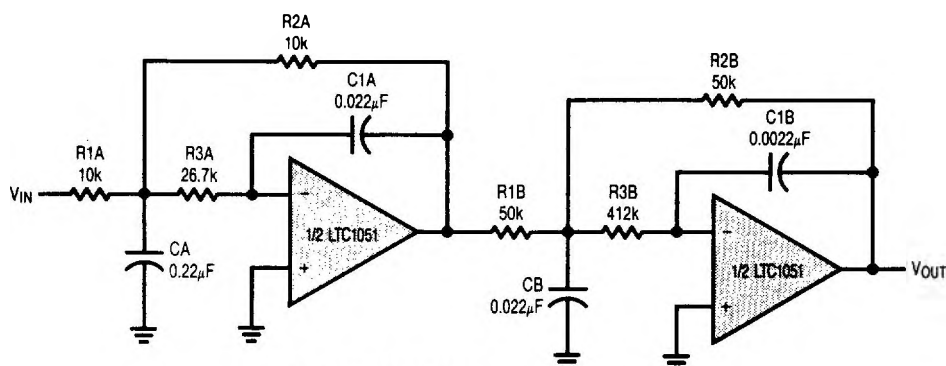 R2A
10k
C1A
0.022µF
R1A
10k
R3A
26.7k
VIN
CA
0.22µF
–
+
1/2 LTC1051
R1B
50k
R2B
50k
C1B
0.0022µF
R3B
412k
CB
0.022µF
–
+
1/2 LTC1051
VOUT